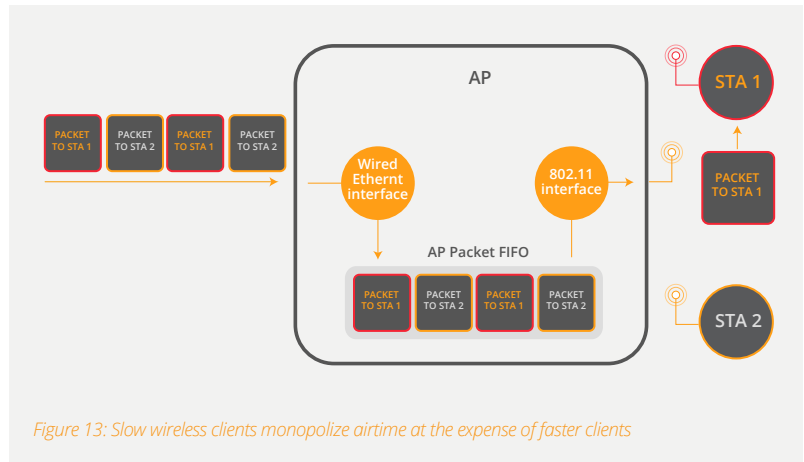 AP
STA 1
PACKET
TO STA 1
PACKET
TO STA 2
PACKET
TO STA 1
PACKET
TO STA 2
Wired
Ethernt
interface
802.11
interface
PACKET
TO STA 1
AP Packet FIFO
PACKET
TO STA 1
PACKET
TO STA 2
PACKET
TO STA 1
PACKET
TO STA 2
STA 2
Figure 13: Slow wireless clients monopolize airtime at the expense of faster clients